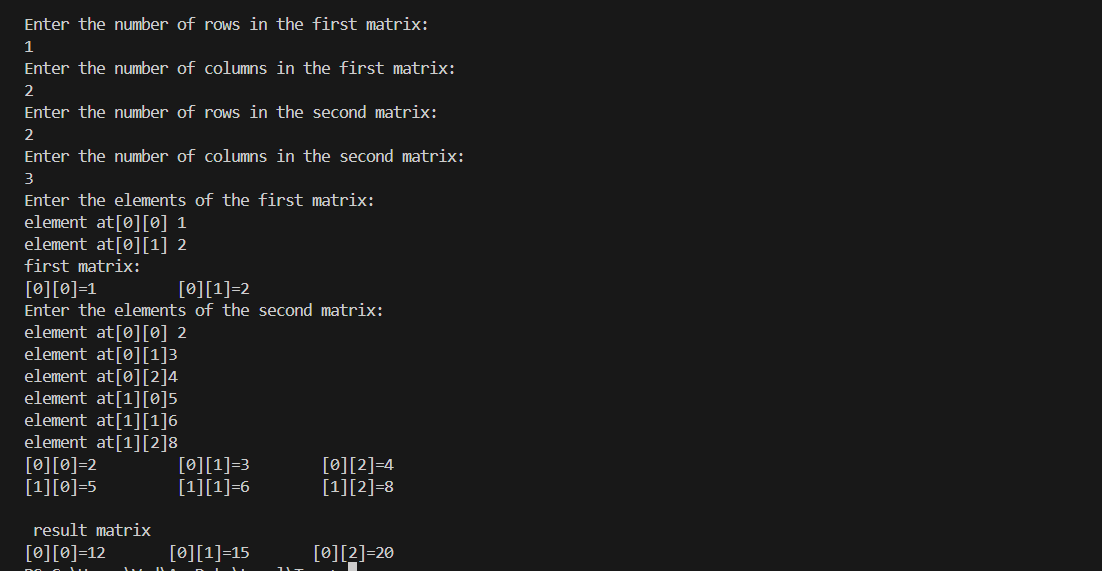 Enter the number of rows in the first matrix:
1
Enter the number of columns in the first matrix:
2
Enter the number of rows in the second matrix:
2
Enter the number of columns in the second matrix:
3
Enter the elements of the first matrix:
element at[0][0] 1
element at[0][1] 2
first matrix:
[0][0]=1 [0][1]=2
Enter the elements of the second matrix:
element at[0][0] 2
element at[0][1]3
element at[0][2]4
element at[1][0]5
element at[1][1]6
element at[1][2]8
[0][0]=2 [0][1]=3 [0][2]=4
[1][0]=5 [1][1]=6 [1][2]=8
result matrix
[0][0]=12 [0][1]=15 [0][2]=20